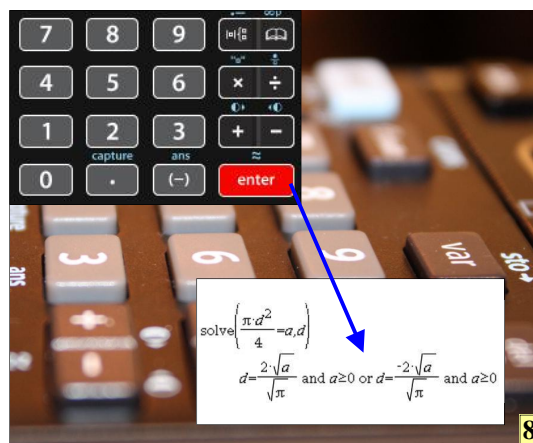 7 8 9
4 5 6 × ÷
1 2 3 + −
capture ans ≈
0 . (−) enter
3 6 9 var sto→
ans
solve(π·d²/4=a,d)
d=2·√a/√π and a≥0 or d=-2·√a/√π and a≥0
8